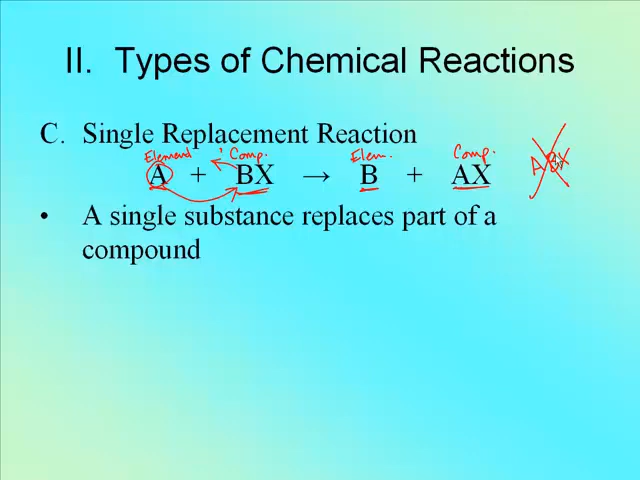 II. Types of Chemical Reactions
C. Single Replacement Reaction
Element Comp. Elem. Comp.
A + BX → B + AX ABX
• A single substance replaces part of a
compound